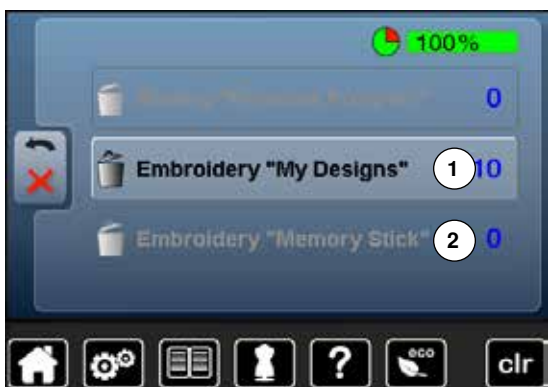 100%
0
Embroidery "My Designs" 1 10
Embroidery "Memory Stick" 2 0
? eco clr